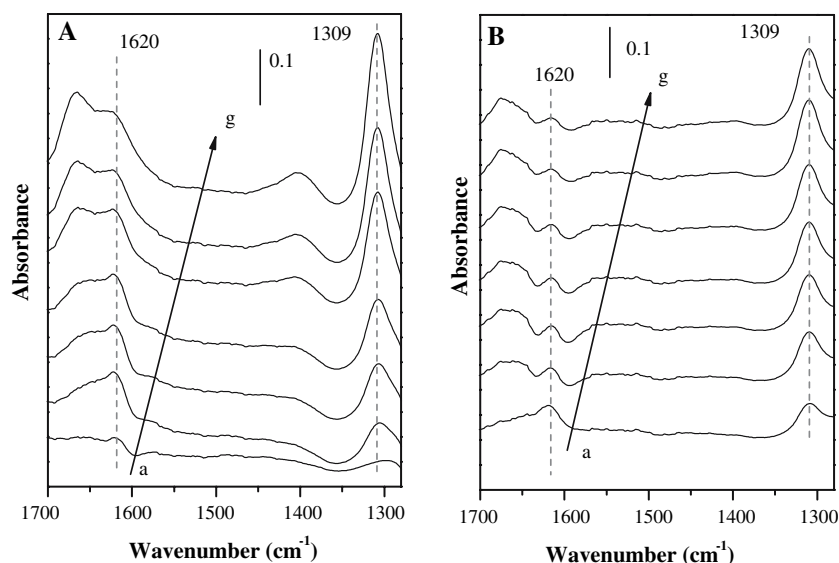 A
1620
1309
0.1
g
a
Absorbance
1700 1600 1500 1400 1300
Wavenumber (cm-1)
B
1309
0.1
1620
g
a
Absorbance
1700 1600 1500 1400 1300
Wavenumber (cm-1)